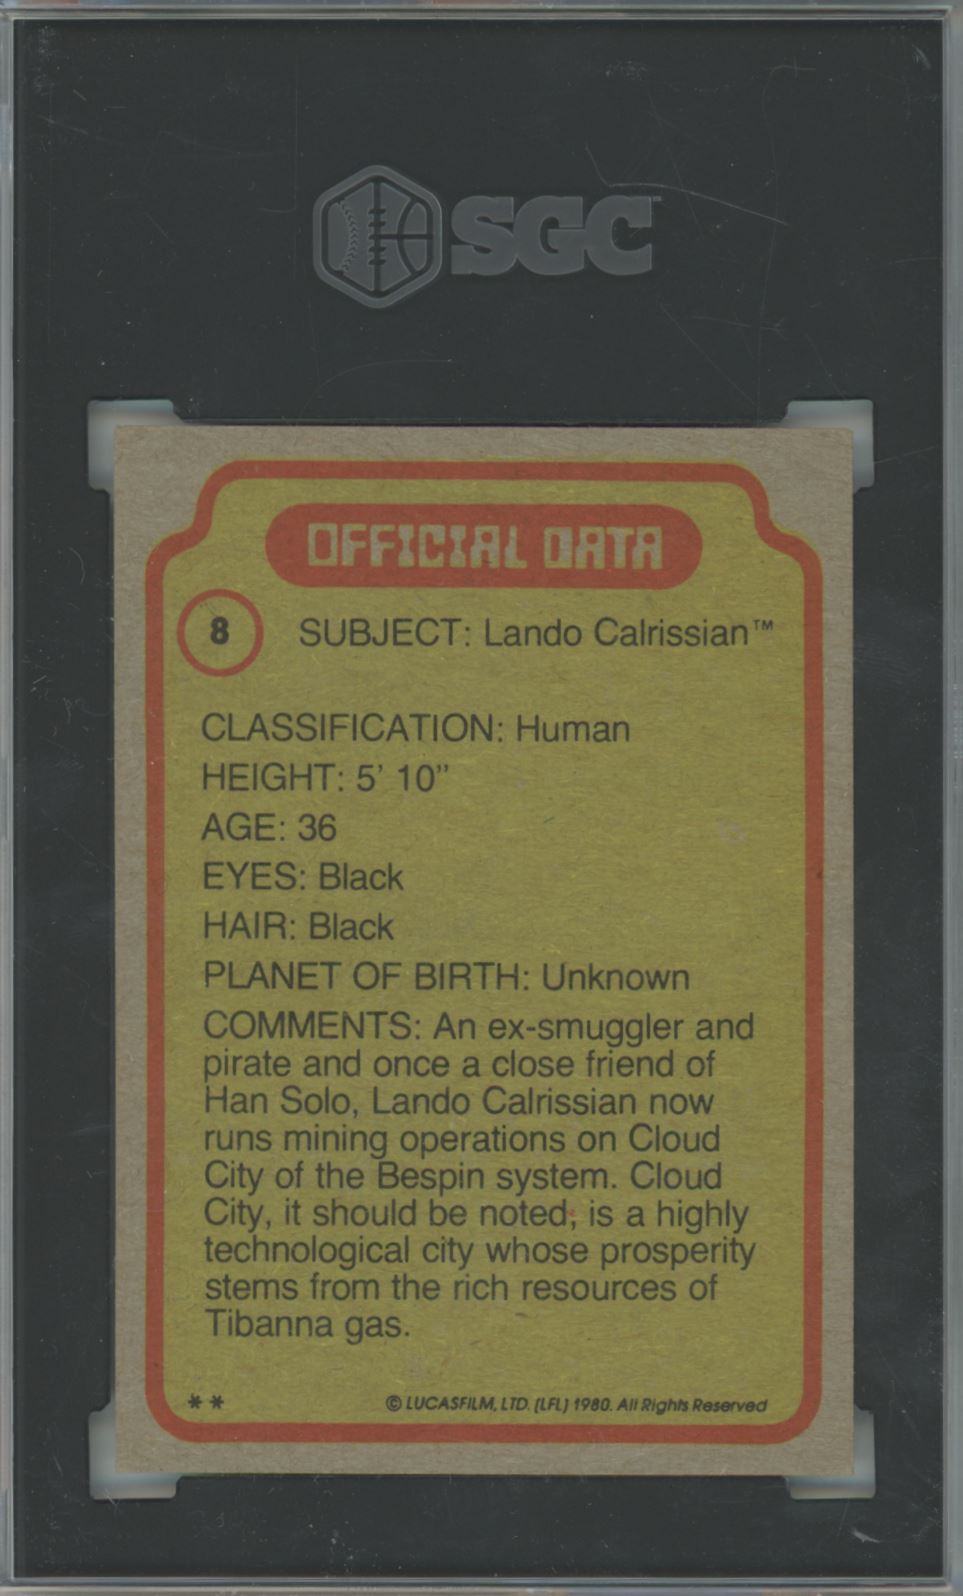 SGC™
OFFICIAL DATA
8
SUBJECT: Lando Calrissian™
CLASSIFICATION: Human
HEIGHT: 5' 10"
AGE: 36
EYES: Black
HAIR: Black
PLANET OF BIRTH: Unknown
COMMENTS: An ex-smuggler and
pirate and once a close friend of
Han Solo, Lando Calrissian now
runs mining operations on Cloud
City of the Bespin system. Cloud
City, it should be noted, is a highly
technological city whose prosperity
stems from the rich resources of
Tibanna gas.
** © LUCASFILM, LTD. (LFL) 1980. All Rights Reserved